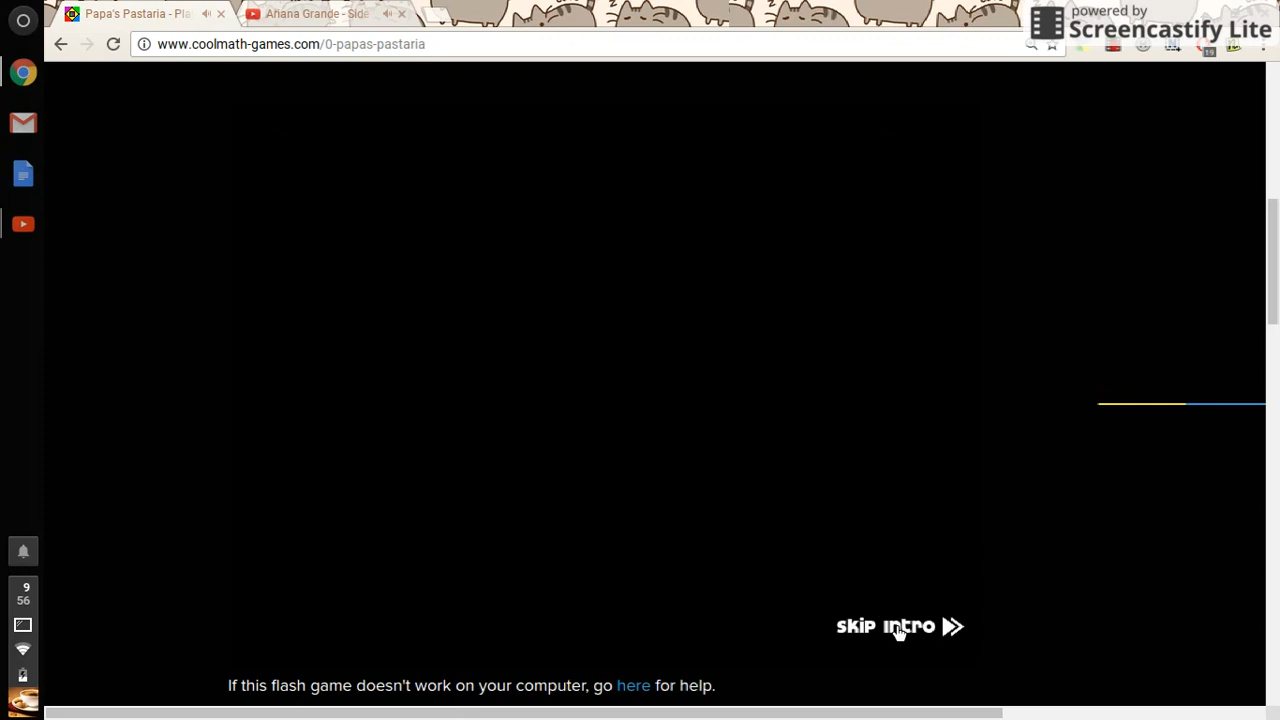 Papa's Pastaria - Pla
Ariana Grande - Side
powered by
Screencastify Lite
www.coolmath-games.com/0-papas-pastaria
19
skip intro
If this flash game doesn't work on your computer, go here for help.
9
56